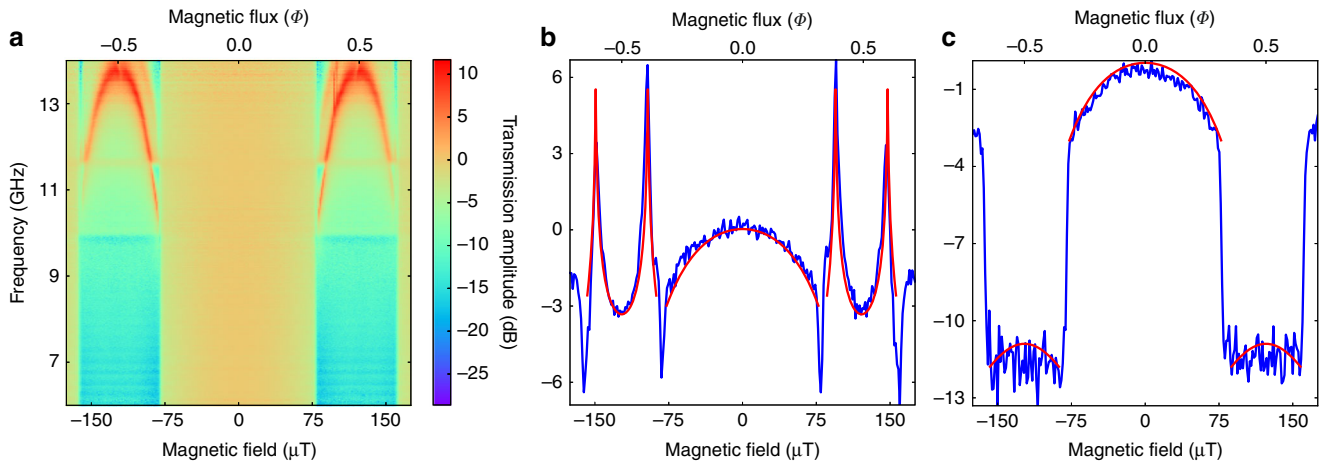 a
Magnetic flux (Φ)
−0.5 0.0 0.5
Frequency (GHz)
13
11
9
7
−150 −75 0 75 150
Magnetic field (μT)
10
5
0
−5
−10
−15
−20
−25
Transmission amplitude (dB)
b
Magnetic flux (Φ)
−0.5 0.0 0.5
6
3
0
−3
−6
−150 −75 0 75 150
Magnetic field (μT)
c
Magnetic flux (Φ)
−0.5 0.0 0.5
−1
−4
−7
−10
−13
−150 −75 0 75 150
Magnetic field (μT)